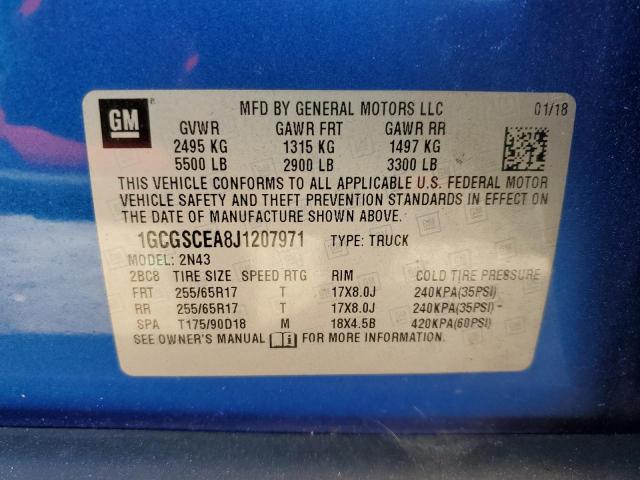 GM
MFD BY GENERAL MOTORS LLC 01/18
GVWR GAWR FRT GAWR RR
2495 KG 1315 KG 1497 KG
5500 LB 2900 LB 3300 LB
THIS VEHICLE CONFORMS TO ALL APPLICABLE U.S. FEDERAL MOTOR
VEHICLE SAFETY AND THEFT PREVENTION STANDARDS IN EFFECT ON THE
DATE OF MANUFACTURE SHOWN ABOVE.
1GCGSCEA8J1207971 TYPE: TRUCK
MODEL: 2N43
2BC8 TIRE SIZE SPEED RTG RIM COLD TIRE PRESSURE
FRT 255/65R17 T 17X8.0J 240KPA(35PSI)
RR 255/65R17 T 17X8.0J 240KPA(35PSI)
SPA T175/90D18 M 18X4.5B 420KPA(60PSI)
SEE OWNER'S MANUAL FOR MORE INFORMATION.